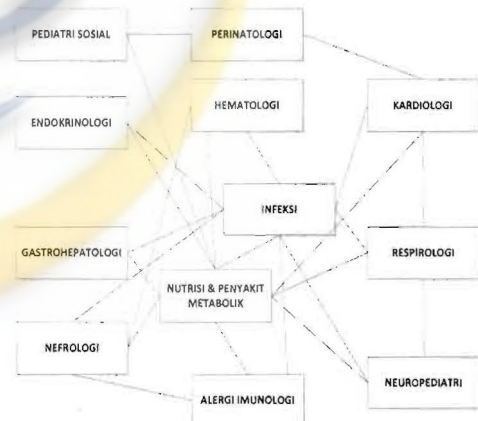 PEDIATRI SOSIAL
PERINATOLOGI
HEMATOLOGI
KARDIOLOGI
ENDOKRINOLOGI
INFEKSI
GASTROHEPATOLOGI
RESPIROLOGI
NUTRISI & PENYAKIT
METABOLIK
NEFROLOGI
NEUROPEDIATRI
ALERGI IMUNOLOGI